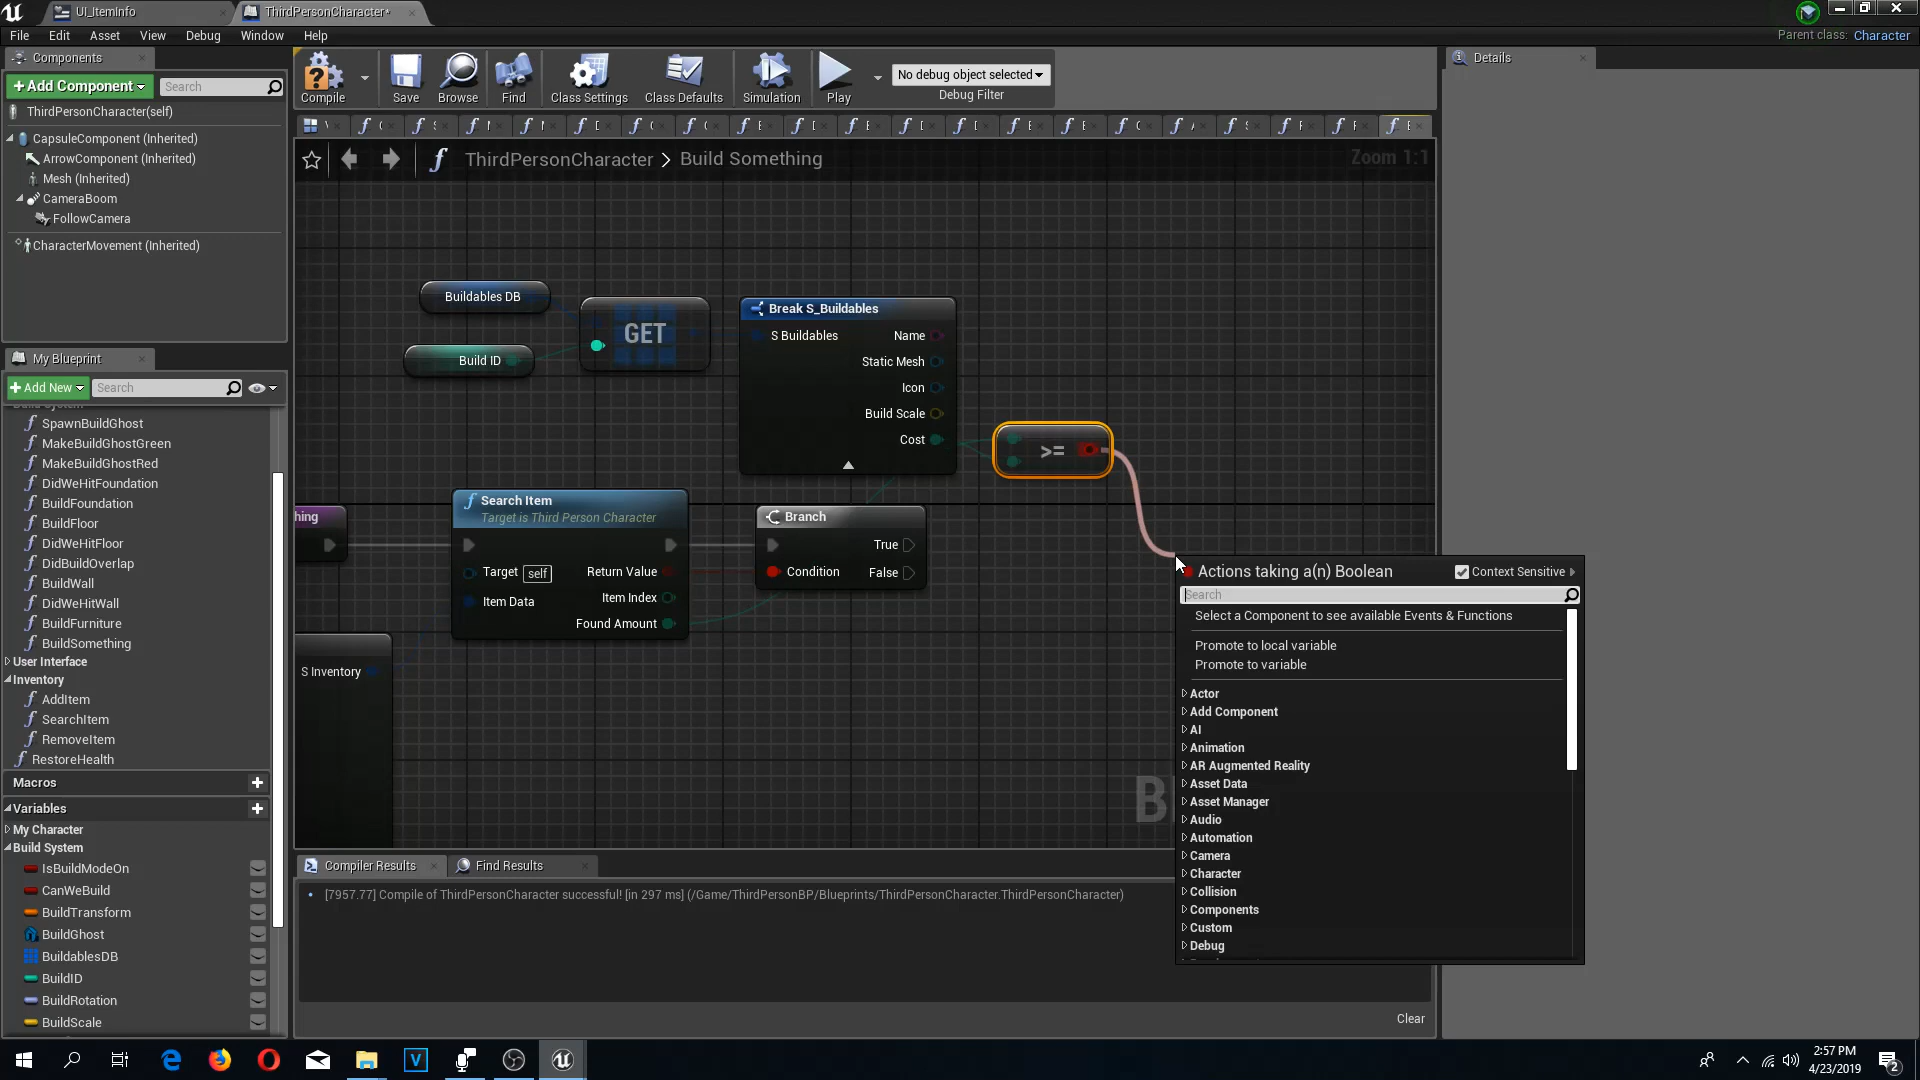 UI_ItemInfo
ThirdPersonCharacter*
File Edit Asset View Debug Window Help
Parent class: Character
Components
+Add Component
Search
ThirdPersonCharacter(self)
CapsuleComponent (Inherited)
ArrowComponent (Inherited)
Mesh (Inherited)
CameraBoom
FollowCamera
CharacterMovement (Inherited)
My Blueprint
+Add New
Search
SpawnBuildGhost
MakeBuildGhostGreen
MakeBuildGhostRed
DidWeHitFoundation
BuildFoundation
BuildFloor
DidWeHitFloor
DidBuildOverlap
BuildWall
DidWeHitWall
BuildFurniture
BuildSomething
User Interface
Inventory
AddItem
SearchItem
RemoveItem
RestoreHealth
Macros
Variables
My Character
Build System
IsBuildModeOn
CanWeBuild
BuildTransform
BuildGhost
BuildablesDB
BuildID
BuildRotation
BuildScale
Compile
Save
Browse
Find
Class Settings
Class Defaults
Simulation
Play
No debug object selected
Debug Filter
ThirdPersonCharacter > Build Something
Zoom 1:1
Buildables DB
Build ID
GET
Break S_Buildables
S Buildables
Name
Static Mesh
Icon
Build Scale
Cost
>=
hing
Search Item
Target is Third Person Character
Target self
Return Value
Item Data
Item Index
Found Amount
Branch
True
Condition
False
S Inventory
Actions taking a(n) Boolean
Context Sensitive
Search
Select a Component to see available Events & Functions
Promote to local variable
Promote to variable
Actor
Add Component
AI
Animation
AR Augmented Reality
Asset Data
Asset Manager
Audio
Automation
Camera
Character
Collision
Components
Custom
Debug
Compiler Results
Find Results
[7957.77] Compile of ThirdPersonCharacter successful! [in 297 ms] (/Game/ThirdPersonBP/Blueprints/ThirdPersonCharacter.ThirdPersonCharacter)
Clear
Details
2:57 PM
4/23/2019
2